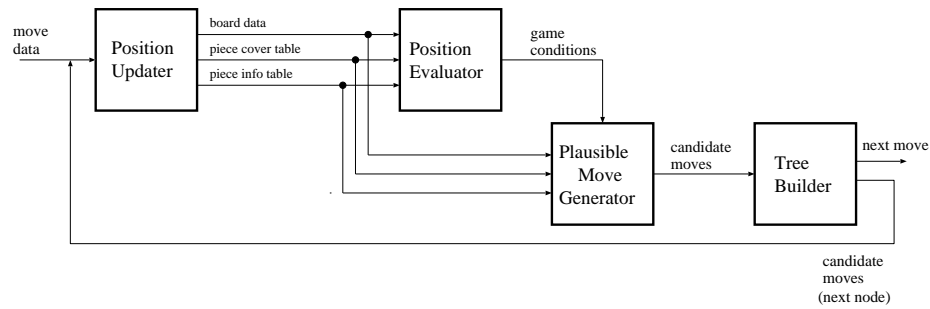 move
data
Position
Updater
board data
piece cover table
piece info table
Position
Evaluator
game
conditions
Plausible
Move
Generator
candidate
moves
Tree
Builder
next move
candidate
moves
(next node)